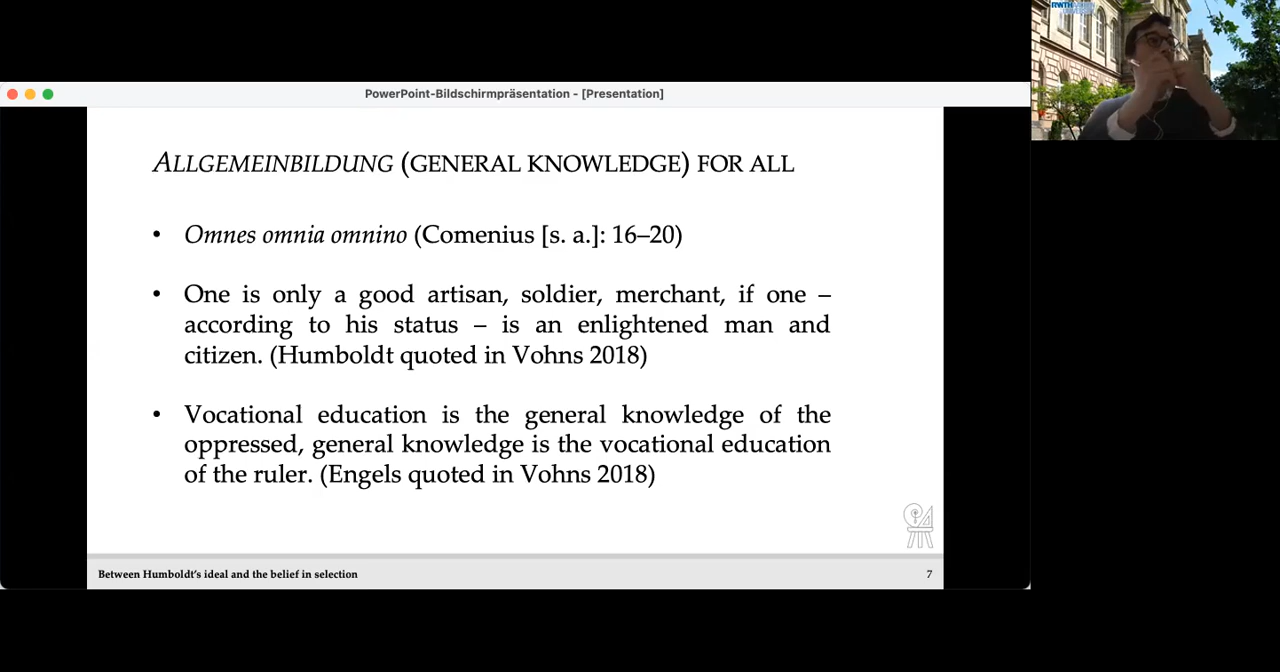 RWTH
PowerPoint-Bildschirmpräsentation - [Presentation]
ALLGEMEINBILDUNG (GENERAL KNOWLEDGE) FOR ALL
• Omnes omnia omnino (Comenius [s. a.]: 16–20)
• One is only a good artisan, soldier, merchant, if one –
according to his status – is an enlightened man and
citizen. (Humboldt quoted in Vohns 2018)
• Vocational education is the general knowledge of the
oppressed, general knowledge is the vocational education
of the ruler. (Engels quoted in Vohns 2018)
Between Humboldt's ideal and the belief in selection
7